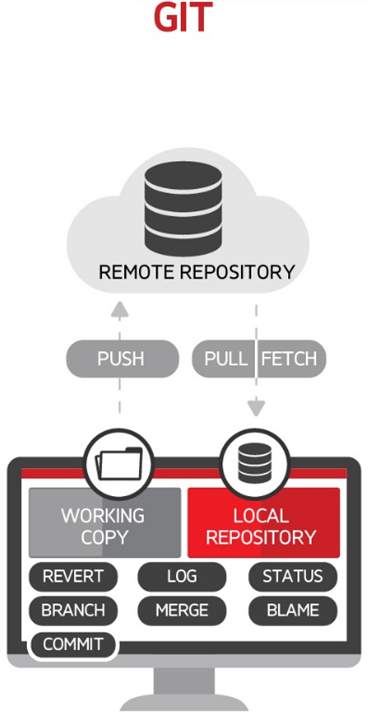 GIT
REMOTE REPOSITORY
PUSH
PULL FETCH
WORKING
COPY
LOCAL
REPOSITORY
REVERT LOG STATUS
BRANCH MERGE BLAME
COMMIT